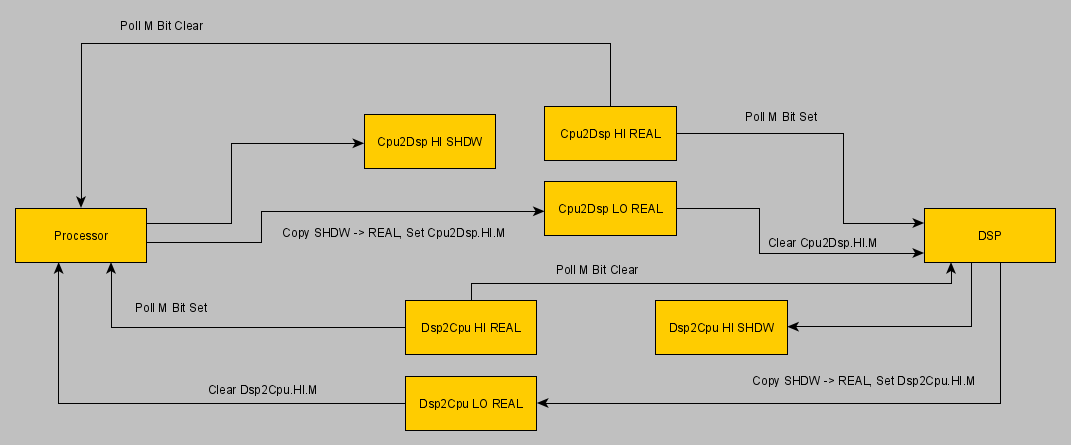 Poll M Bit Clear
Cpu2Dsp HI SHDW
Cpu2Dsp HI REAL
Poll M Bit Set
Cpu2Dsp LO REAL
Processor
Copy SHDW -> REAL, Set Cpu2Dsp.HI.M
Clear Cpu2Dsp.HI.M
DSP
Poll M Bit Clear
Poll M Bit Set
Dsp2Cpu HI REAL
Dsp2Cpu HI SHDW
Clear Dsp2Cpu.HI.M
Dsp2Cpu LO REAL
Copy SHDW -> REAL, Set Dsp2Cpu.HI.M